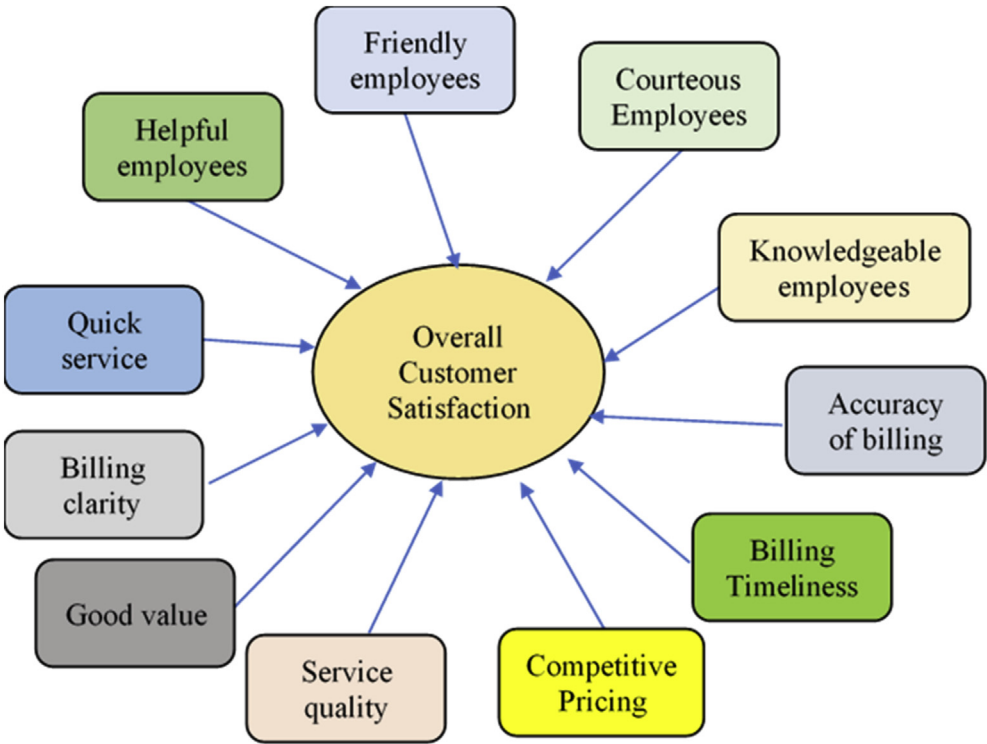 Friendly
employees
Courteous
Employees
Helpful
employees
Knowledgeable
employees
Quick
service
Overall
Customer
Satisfaction
Accuracy
of billing
Billing
clarity
Billing
Timeliness
Good value
Service
quality
Competitive
Pricing